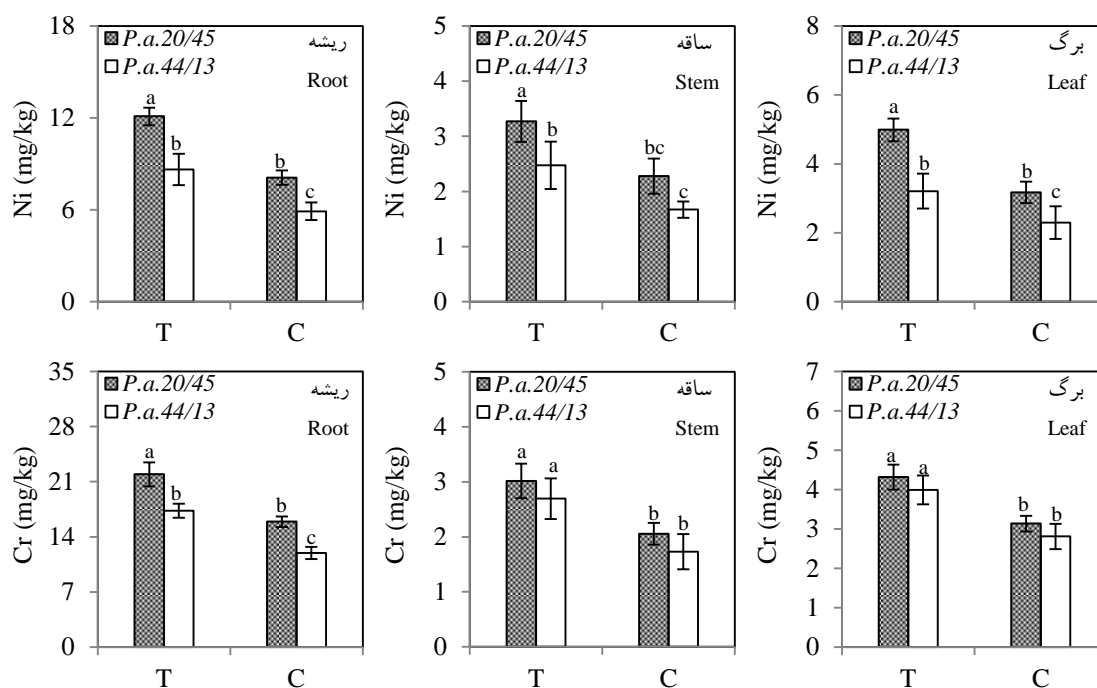 Ni (mg/kg)
18
12
6
0
P.a.20/45
P.a.44/13
ریشه
Root
a
b
b
c
T
C
Ni (mg/kg)
5
4
3
2
1
0
P.a.20/45
P.a.44/13
ساقه
Stem
a
b
bc
c
T
C
Ni (mg/kg)
8
6
4
2
0
P.a.20/45
P.a.44/13
برگ
Leaf
a
b
b
c
T
C
Cr (mg/kg)
35
28
21
14
7
0
P.a.20/45
P.a.44/13
ریشه
Root
a
b
b
c
T
C
Cr (mg/kg)
5
4
3
2
1
0
P.a.20/45
P.a.44/13
ساقه
Stem
a
a
b
b
T
C
Cr (mg/kg)
7
6
5
4
3
2
1
0
P.a.20/45
P.a.44/13
برگ
Leaf
a
a
b
b
T
C